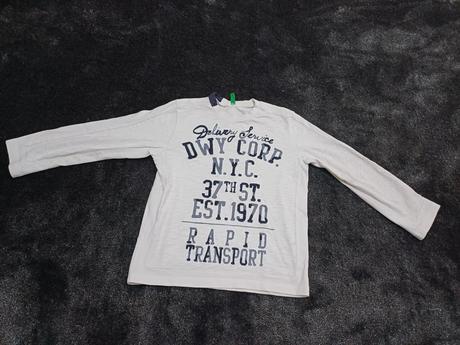 Delivery Service
DWY CORP.
N.Y.C.
37TH ST.
EST.1970
RAPID
TRANSPORT